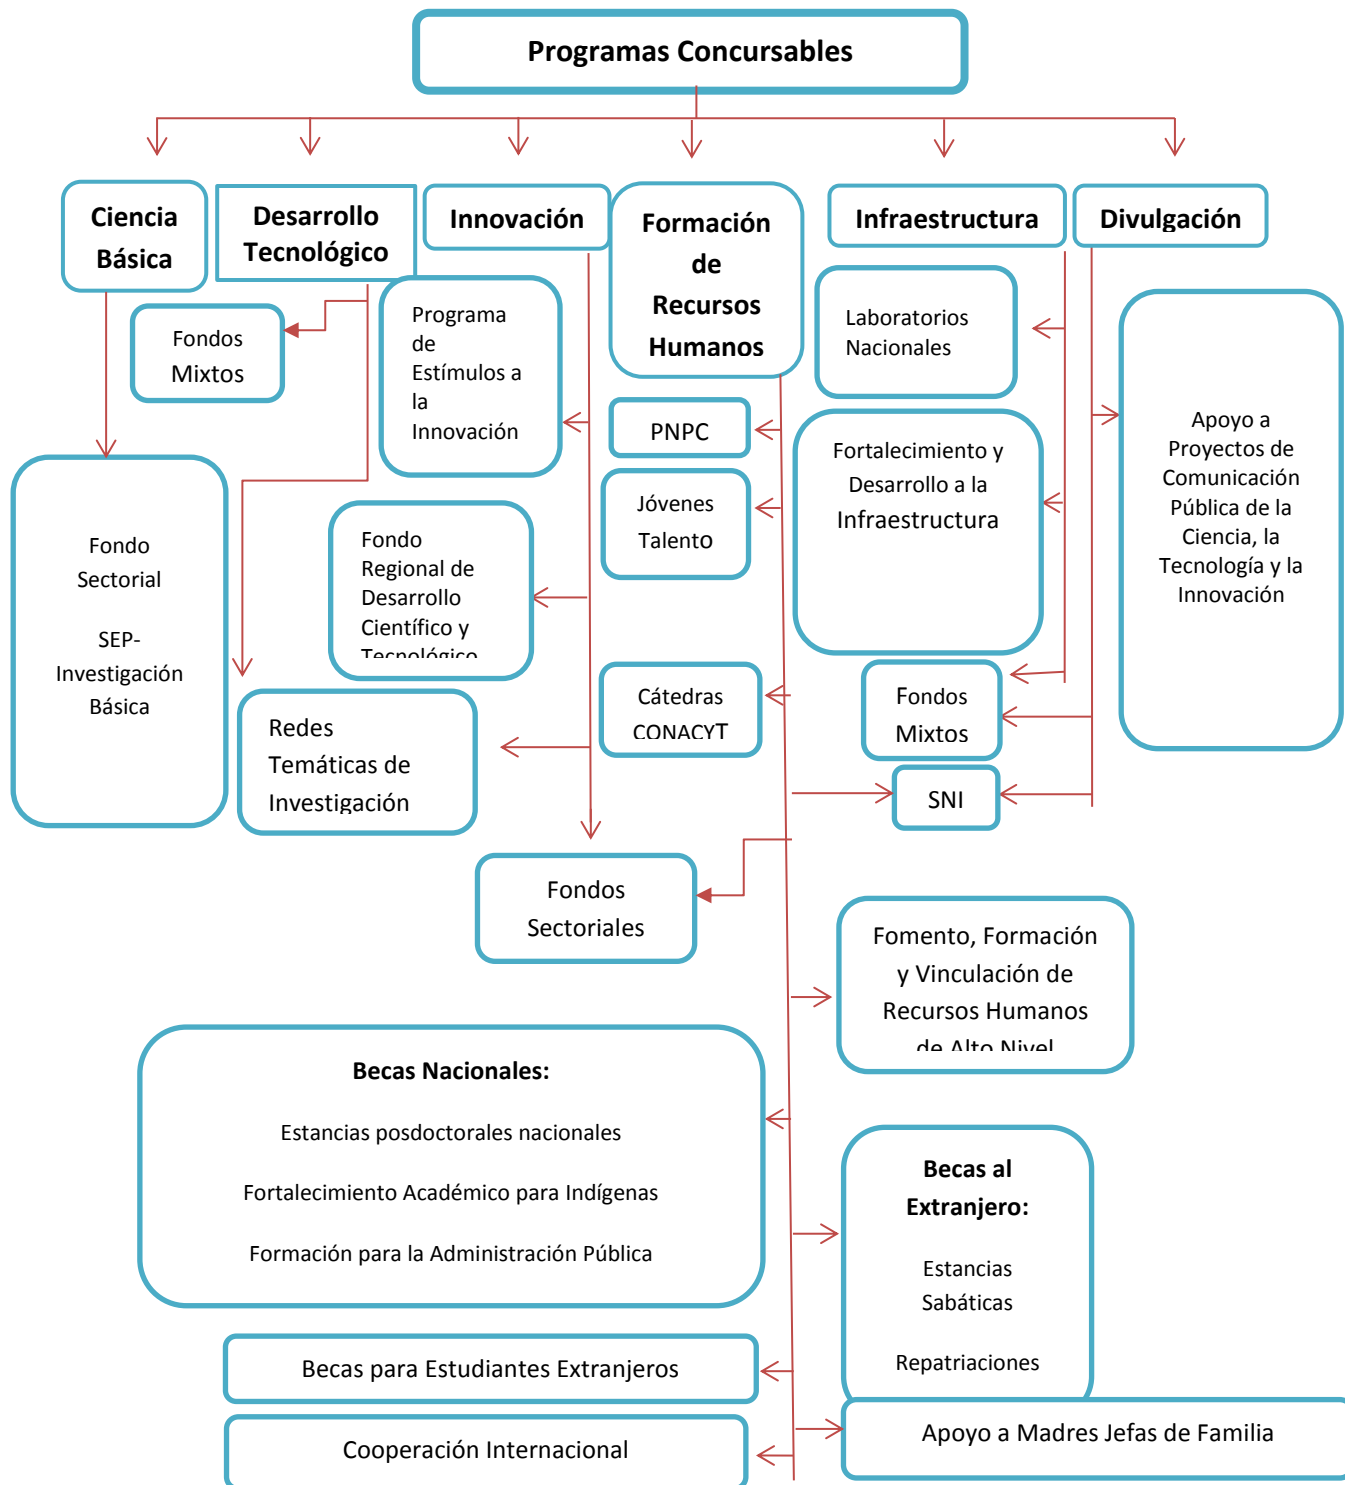 Programas Concursables
Ciencia
Básica
Desarrollo
Tecnológico
Innovación
Formación
de
Recursos
Humanos
Infraestructura
Divulgación
Fondos
Mixtos
Programa
de
Estímulos a
la
Innovación
Laboratorios
Nacionales
PNPC
Apoyo a
Proyectos de
Comunicación
Pública de la
Ciencia, la
Tecnología y la
Innovación
Fortalecimiento y
Desarrollo a la
Infraestructura
Jóvenes
Talento
Fondo
Sectorial
SEP-
Investigación
Básica
Fondo
Regional de
Desarrollo
Científico y
Tecnológico
Cátedras
CONACYT
Fondos
Mixtos
Redes
Temáticas de
Investigación
SNI
Fondos
Sectoriales
Fomento, Formación
y Vinculación de
Recursos Humanos
de Alto Nivel
Becas Nacionales:
Estancias posdoctorales nacionales
Fortalecimiento Académico para Indígenas
Formación para la Administración Pública
Becas al
Extranjero:
Estancias
Sabáticas
Repatriaciones
Becas para Estudiantes Extranjeros
Apoyo a Madres Jefas de Familia
Cooperación Internacional